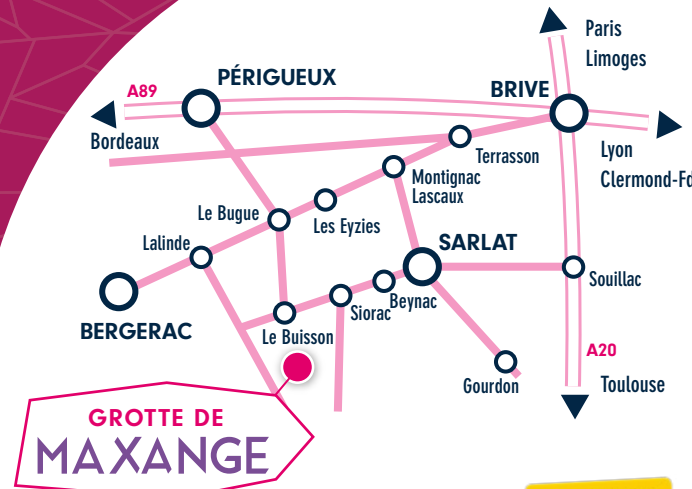 Paris
Limoges
PÉRIGUEUX
A89
BRIVE
Bordeaux
Lyon
Clermond-Fd
Terrasson
Montignac
Lascaux
Le Bugue
Les Eyzies
Lalinde
SARLAT
Souillac
Beynac
Siorac
BERGERAC
Le Buisson
A20
Gourdon
Toulouse
GROTTE DE
MAXANGE